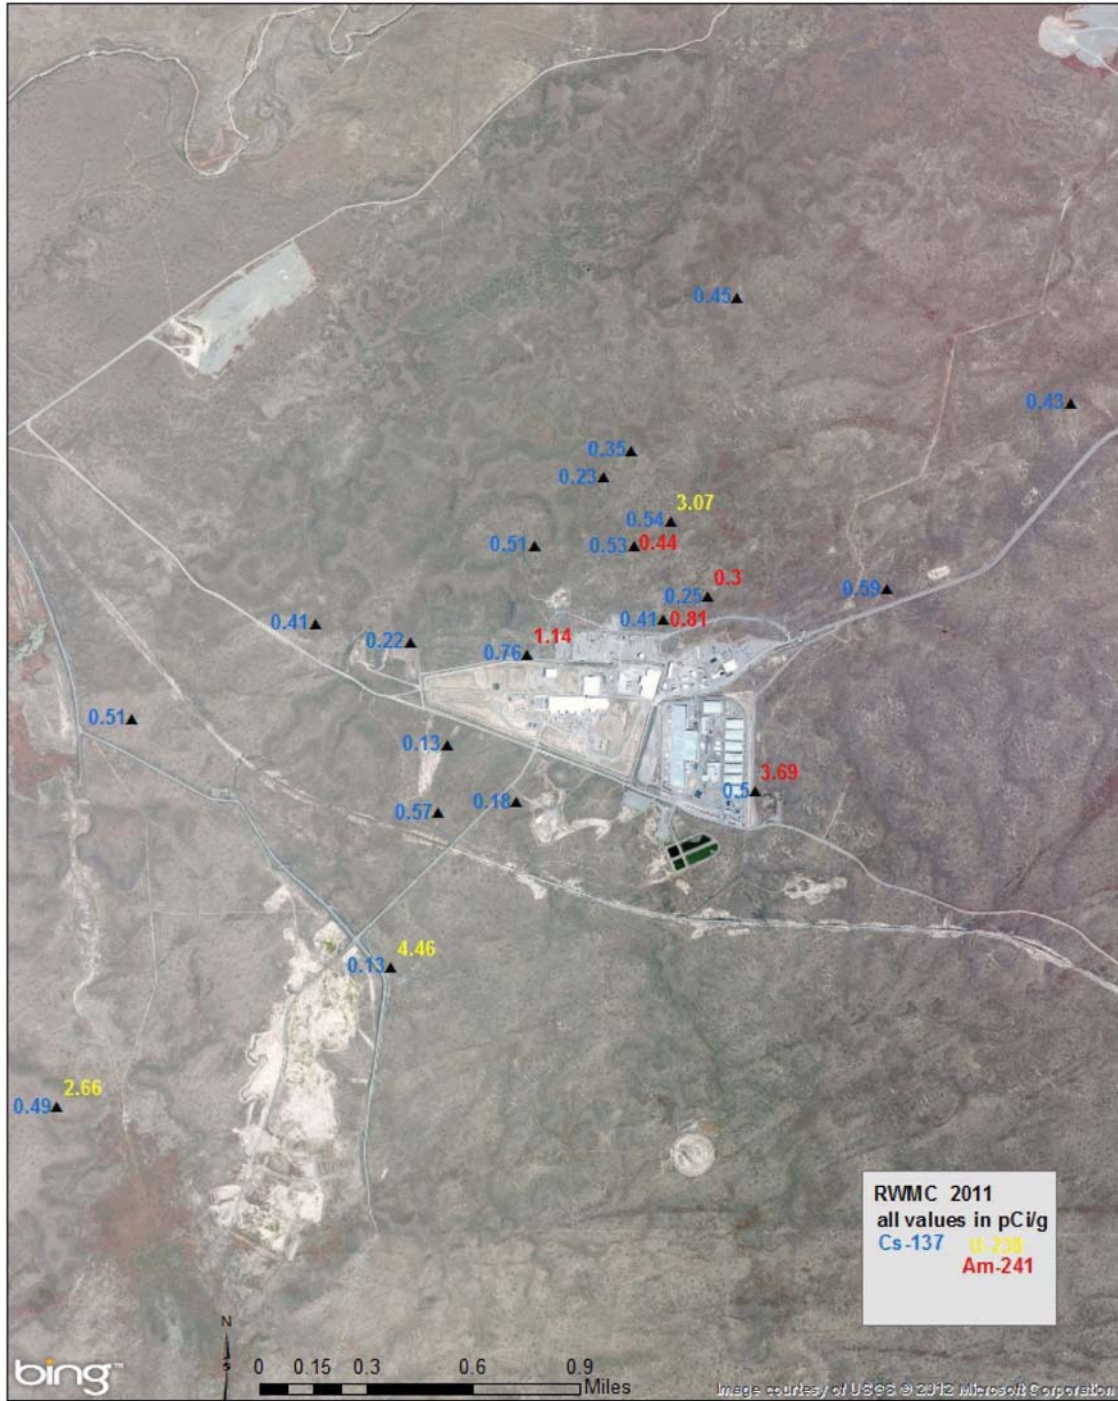 0.45
0.43
0.35
0.23
3.07
0.54
0.51
0.53 0.44
0.3
0.59
0.25
0.41 0.81
0.41
1.14
0.22
0.76
0.51
0.13
3.69
0.5
0.18
0.57
4.46
0.13
2.66
0.49
RWMC 2011
all values in pCi/g
Cs-137 U-238
Am-241
N
S
0 0.15 0.3 0.6 0.9
Miles
bing™
Image courtesy of USGS © 2012 Microsoft Corporation